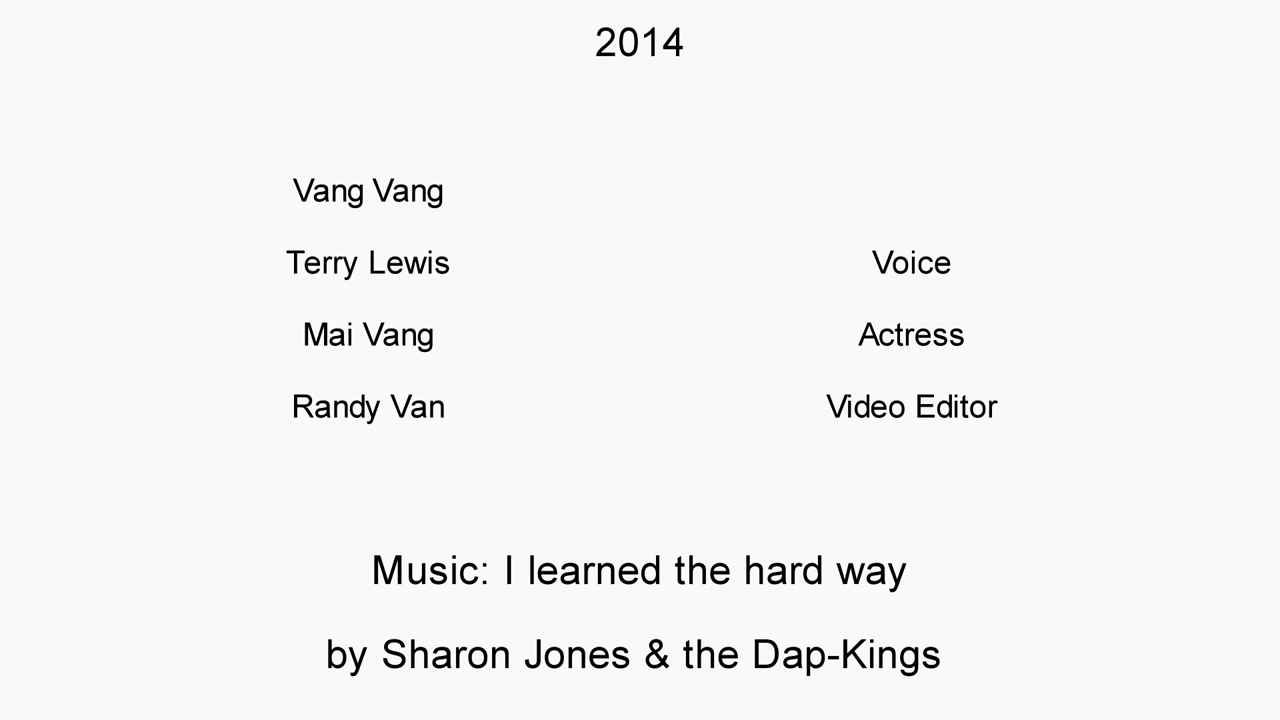 2014
Vang Vang
Terry Lewis Voice
Mai Vang Actress
Randy Van Video Editor
Music: I learned the hard way
by Sharon Jones & the Dap-Kings